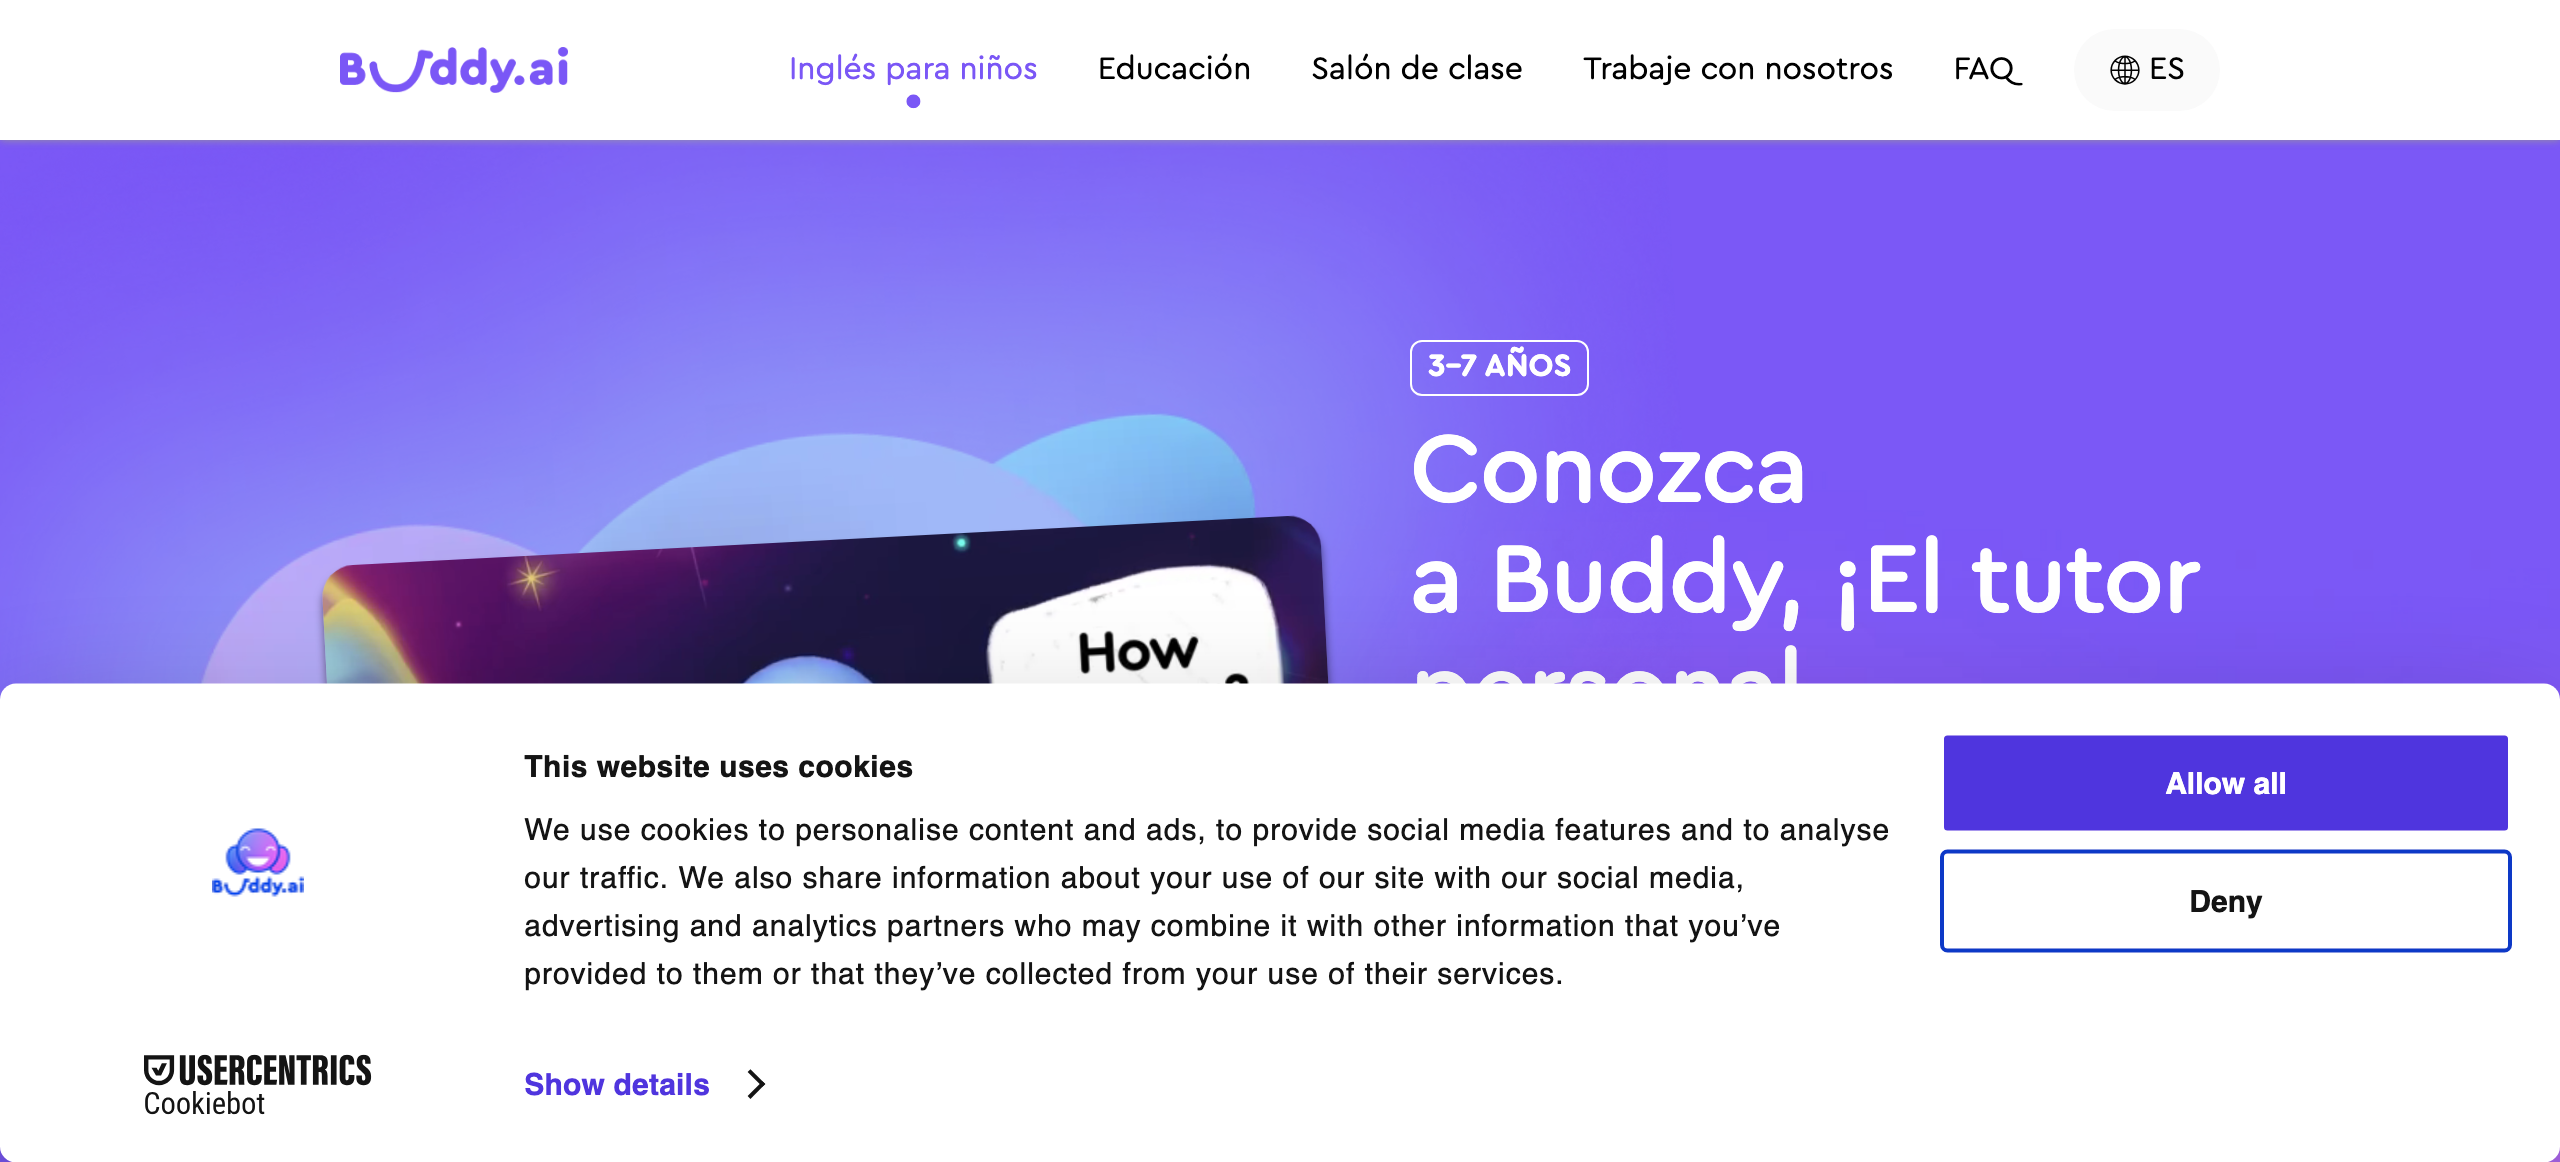 Buddy.ai
Inglés para niños
Educación
Salón de clase
Trabaje con nosotros
FAQ
ES
3–7 AÑOS
Conozca
a Buddy, ¡El tutor
personal
How
This website uses cookies
We use cookies to personalise content and ads, to provide social media features and to analyse
our traffic. We also share information about your use of our site with our social media,
advertising and analytics partners who may combine it with other information that you’ve
provided to them or that they’ve collected from your use of their services.
Allow all
Deny
Buddy.ai
USERCENTRICS
Cookiebot
Show details